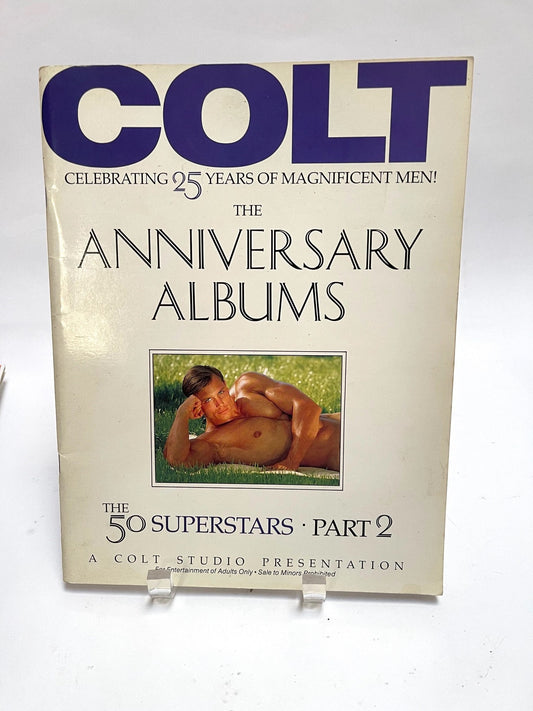 COLT
CELEBRATING 25 YEARS OF MAGNIFICENT MEN!
THE
ANNIVERSARY
ALBUMS
THE
50 SUPERSTARS · PART 2
A COLT STUDIO PRESENTATION
For Entertainment of Adults Only • Sale to Minors Prohibited